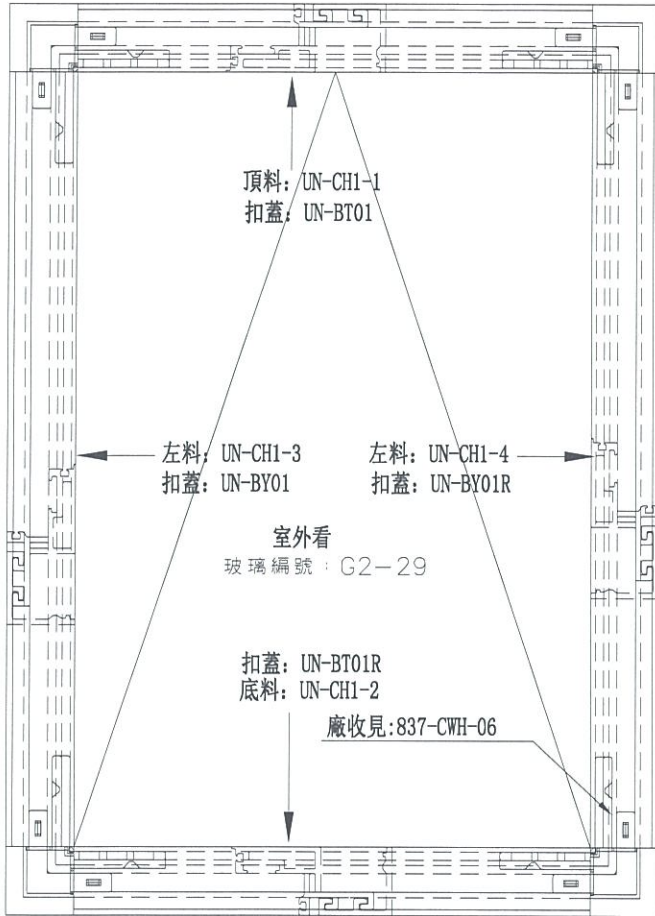 頂料: UN-CH1-1
扣蓋: UN-BT01
左料: UN-CH1-3
扣蓋: UN-BY01
左料: UN-CH1-4
扣蓋: UN-BY01R
室外看
玻璃編號: G2-29
扣蓋: UN-BT01R
底料: UN-CH1-2
廠收見:837-CWH-06